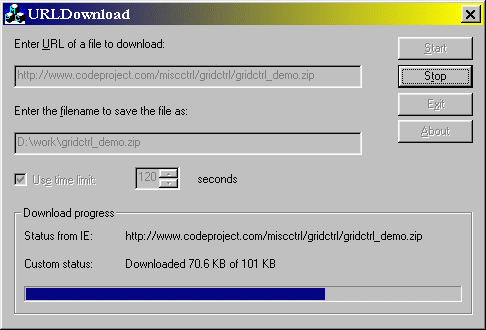 URLDownload
Enter URL of a file to download:
Start
http://www.codeproject.com/miscctrl/gridctrl/gridctrl_demo.zip
Stop
Exit
Enter the filename to save the file as:
About
D:\work\gridctrl_demo.zip
Use time limit: 120 seconds
Download progress
Status from IE: http://www.codeproject.com/miscctrl/gridctrl/gridctrl_demo.zip
Custom status: Downloaded 70.6 KB of 101 KB